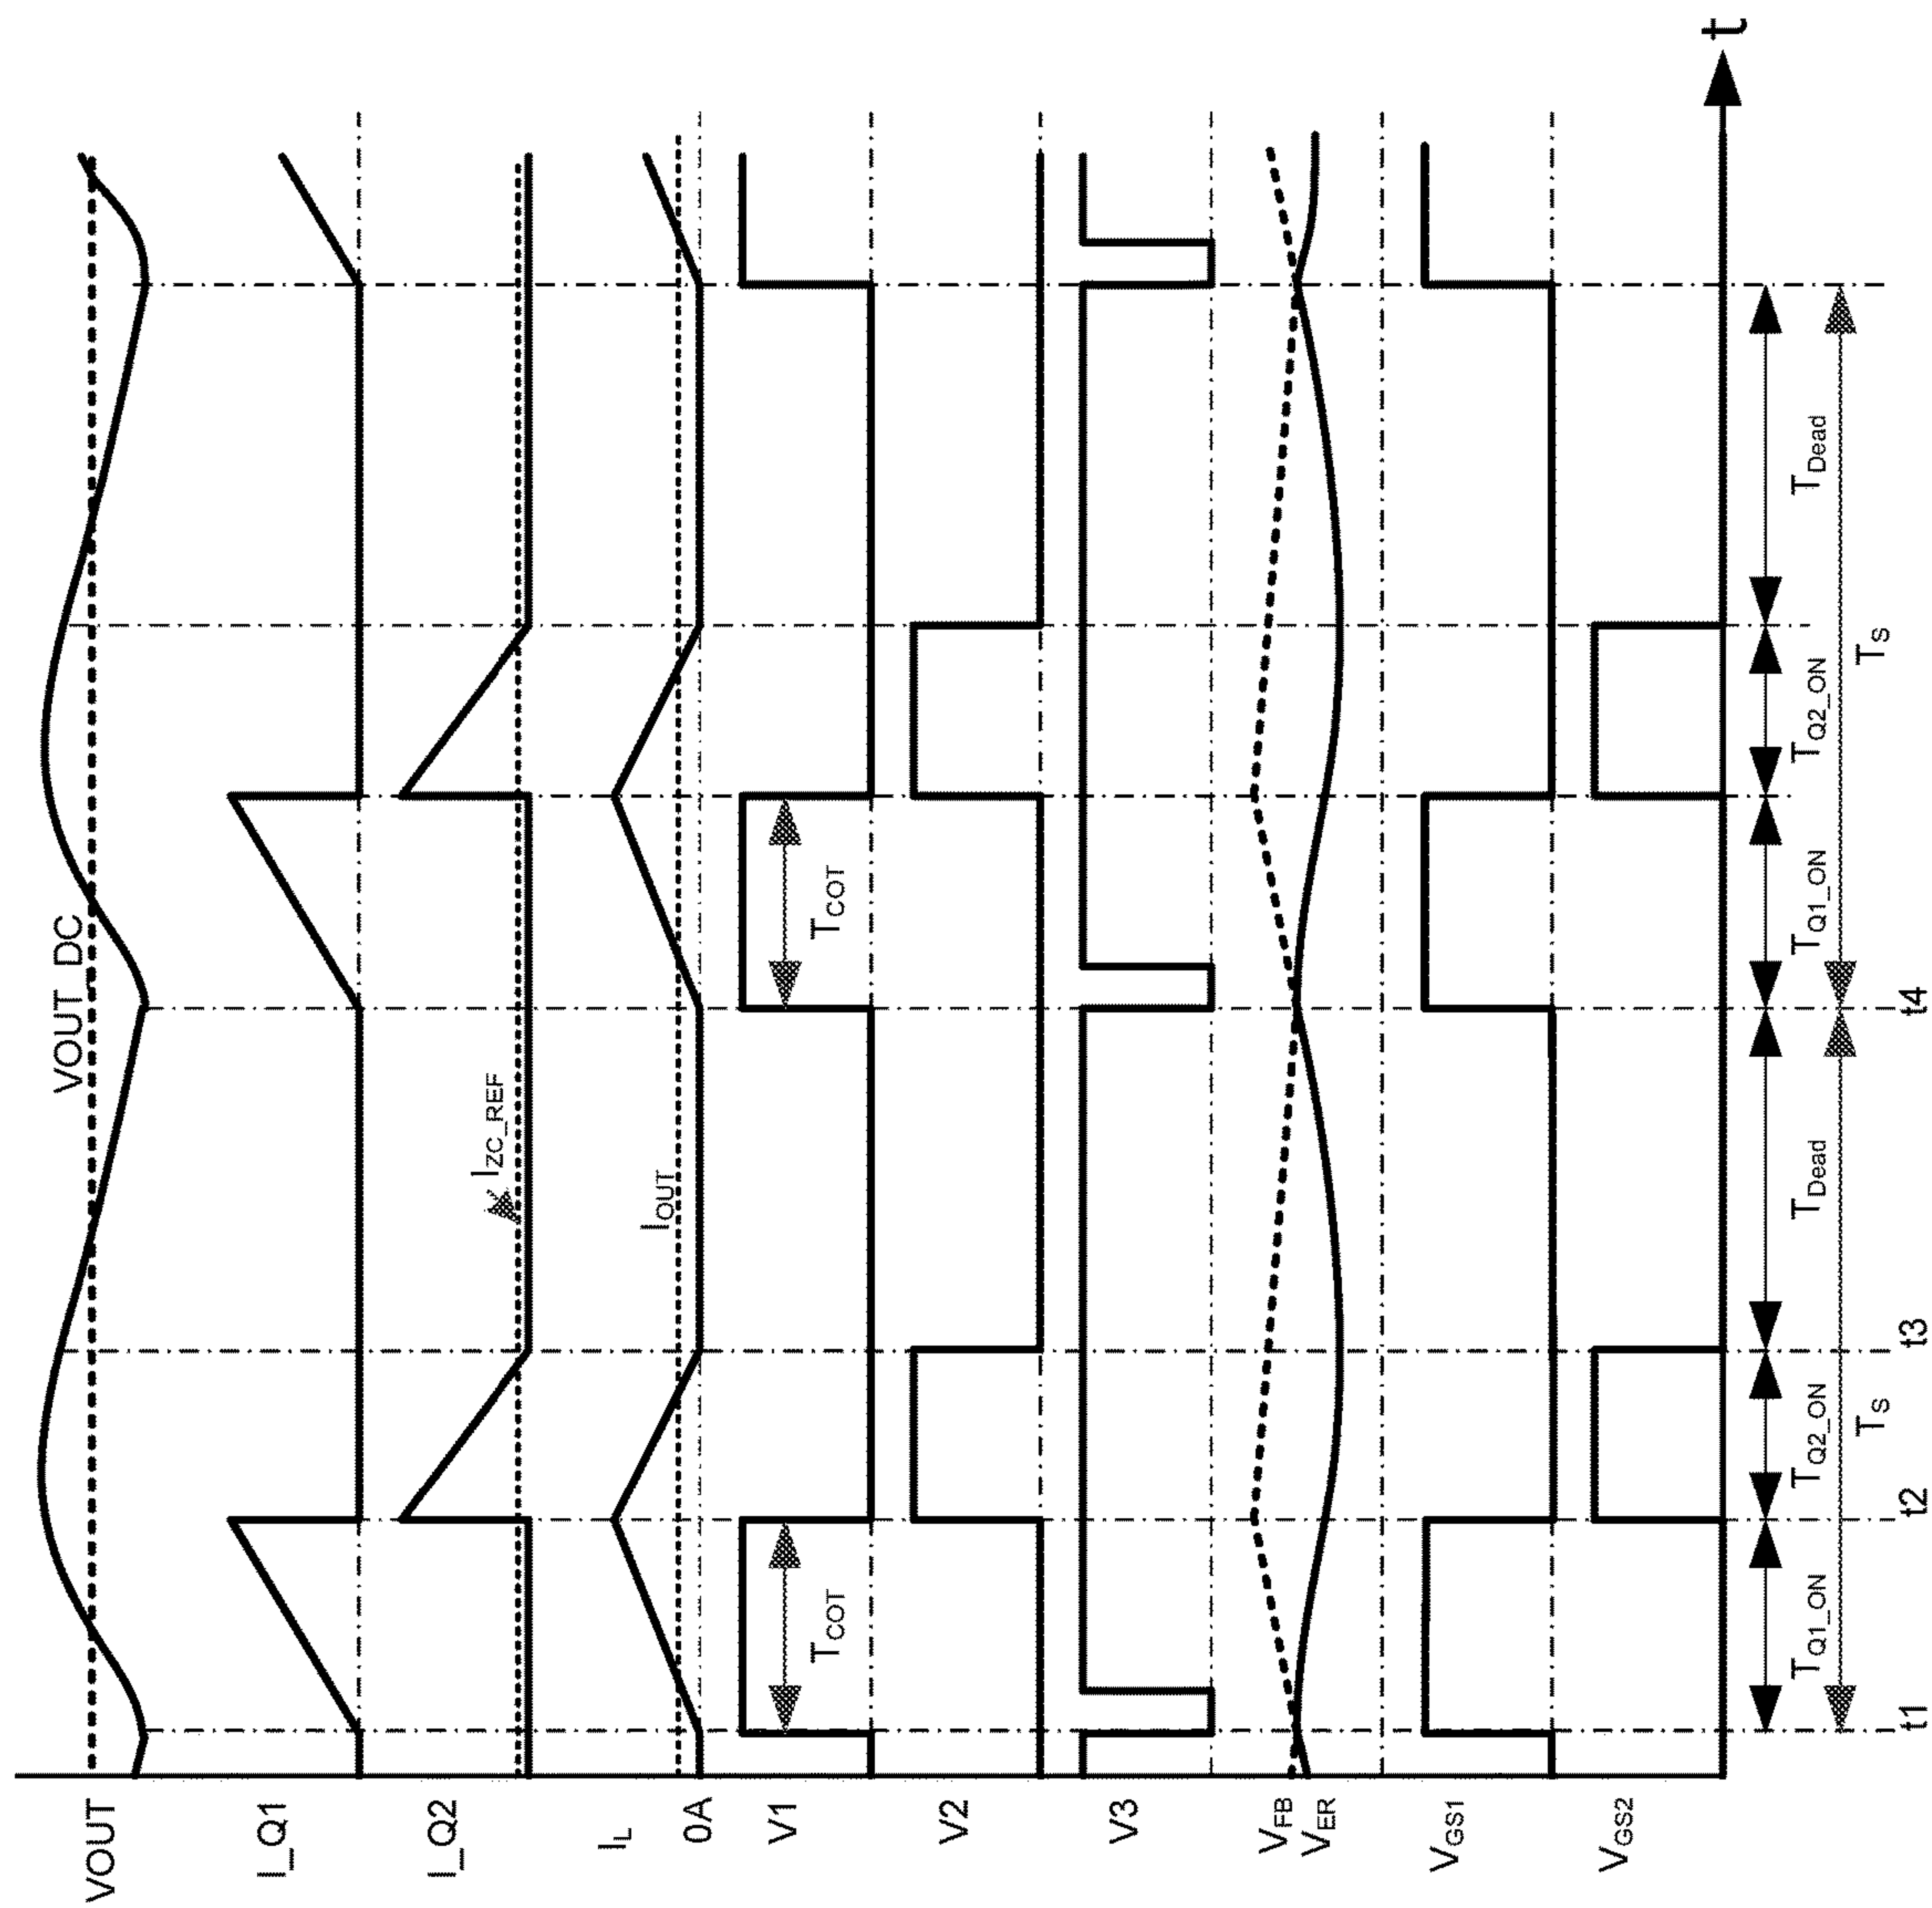 VOUT
VOUT_DC
I_Q1
I_Q2
IZC_REF
IL
IOUT
0A
V1
TCOT
TCOT
V2
V3
VFB
VER
VGS1
VGS2
t
TQ1_ON
TQ2_ON
TDead
TQ1_ON
TQ2_ON
TDead
TS
TS
t1
t2
t3
t4